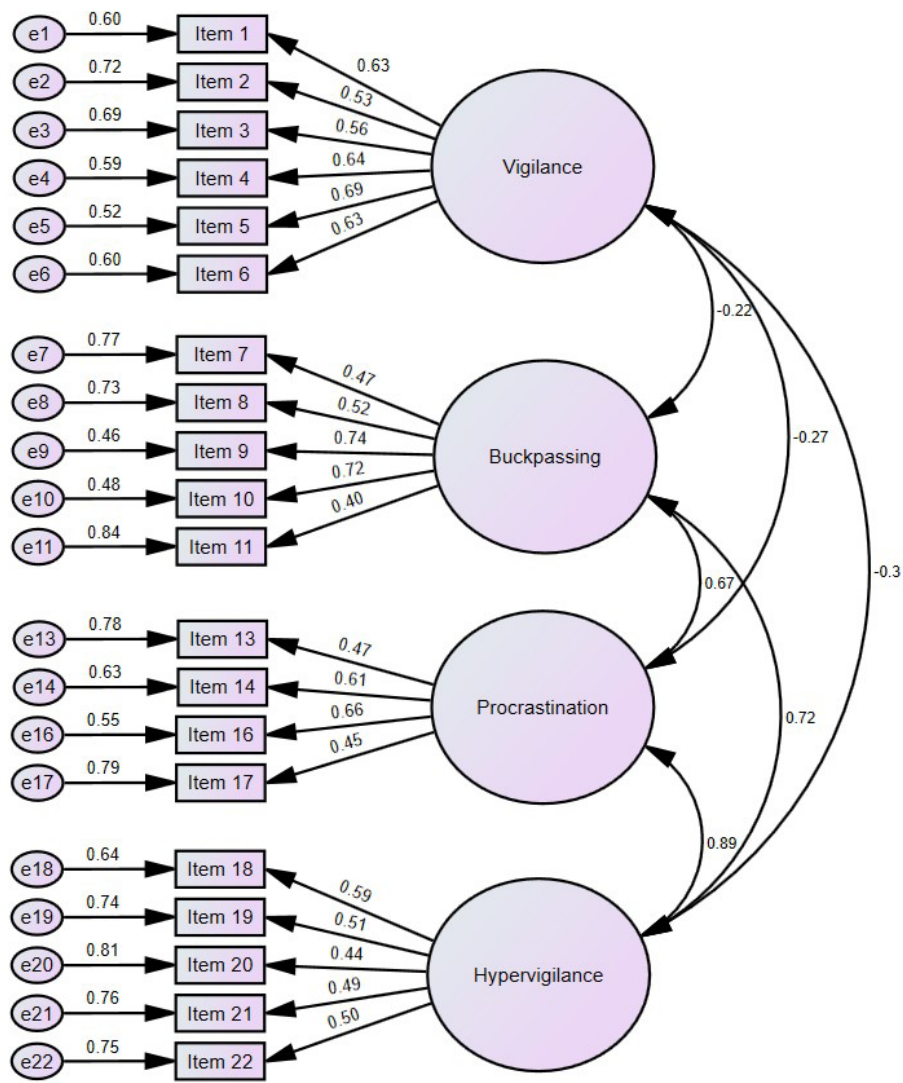 e1 0.60 Item 1 0.63
e2 0.72 Item 2 0.53
e3 0.69 Item 3 0.56
e4 0.59 Item 4 0.64
e5 0.52 Item 5 0.69
e6 0.60 Item 6 0.63
Vigilance
-0.22
e7 0.77 Item 7 0.47
e8 0.73 Item 8 0.52
e9 0.46 Item 9 0.74
e10 0.48 Item 10 0.72
e11 0.84 Item 11 0.40
Buckpassing
-0.27
-0.3
0.67
e13 0.78 Item 13 0.47
e14 0.63 Item 14 0.61
e16 0.55 Item 16 0.66
e17 0.79 Item 17 0.45
Procrastination
0.72
0.89
e18 0.64 Item 18 0.59
e19 0.74 Item 19 0.51
e20 0.81 Item 20 0.44
e21 0.76 Item 21 0.49
e22 0.75 Item 22 0.50
Hypervigilance